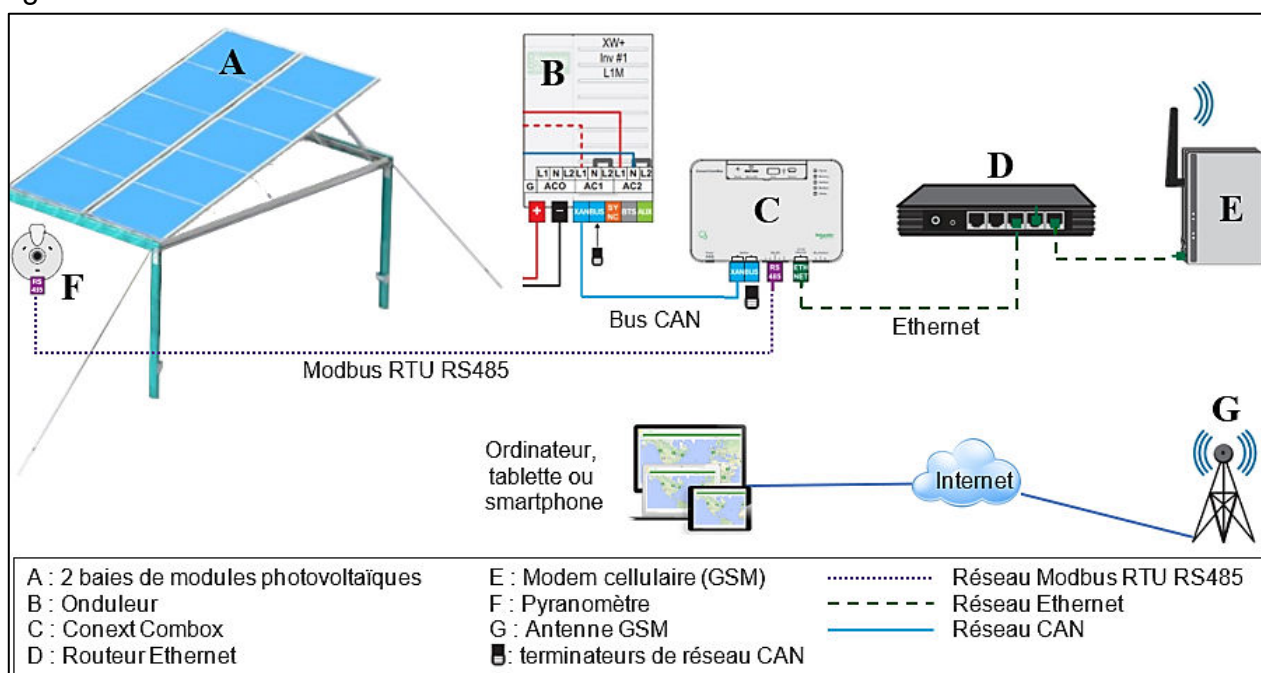 A
B
XW+
Inv #1
L1M
L1 N L2 L1 N L2 L1 N L2
G ACO AC1 AC2
+ − XANBUS SY NC BTS AUX
C
XANBUS RS 485 ETH NET
D
E
F
RS 485
Bus CAN
Ethernet
Modbus RTU RS485
G
Ordinateur,
tablette ou
smartphone
Internet
A : 2 baies de modules photovoltaïques
B : Onduleur
C : Conext Combox
D : Routeur Ethernet
E : Modem cellulaire (GSM)
F : Pyranomètre
G : Antenne GSM
: terminateurs de réseau CAN
Réseau Modbus RTU RS485
Réseau Ethernet
Réseau CAN